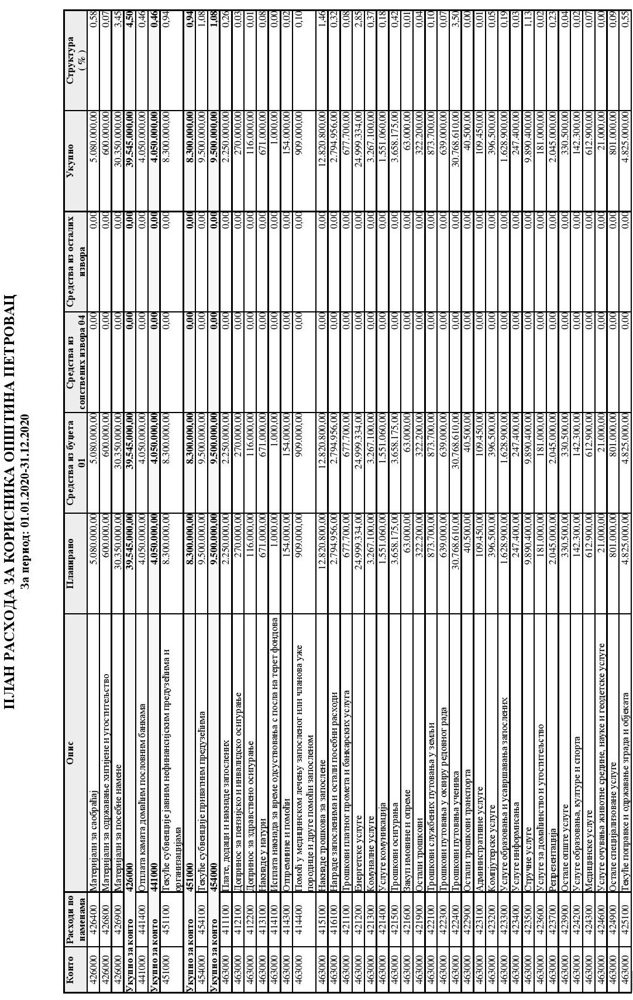 ПЛАН РАСХОДА ЗА КОРИСНИКА ОПШТИНА ПЕТРОВАЦ
За период: 01.01.2020-31.12.2020
Конто Расходи по наменама Опис Планирано Средства из буџета 01 Средства из сопствених извора 04 Средства из осталих извора Укупно Структура ( % )
426000 426400 Материјали за саобраћај 5.080.000,00 5.080.000,00 0,00 0,00 5.080.000,00 0,58
426000 426800 Материјали за одржавање хигијене и угоститељство 600.000,00 600.000,00 0,00 0,00 600.000,00 0,07
426000 426900 Материјали за посебне намене 30.350.000,00 30.350.000,00 0,00 0,00 30.350.000,00 3,45
Укупно за конто 426000 39.545.000,00 39.545.000,00 0,00 0,00 39.545.000,00 4,50
441000 441400 Отплата камата домаћим пословним банкама 4.050.000,00 4.050.000,00 0,00 0,00 4.050.000,00 0,46
Укупно за конто 441000 4.050.000,00 4.050.000,00 0,00 0,00 4.050.000,00 0,46
451000 451100 Текуће субвенције јавним нефинансијским предузећима и 8.300.000,00 8.300.000,00 0,00 0,00 8.300.000,00 0,94
организацијама
Укупно за конто 451000 8.300.000,00 8.300.000,00 0,00 0,00 8.300.000,00 0,94
454000 454100 Текуће субвенције приватним предузећима 9.500.000,00 9.500.000,00 0,00 0,00 9.500.000,00 1,08
Укупно за конто 454000 9.500.000,00 9.500.000,00 0,00 0,00 9.500.000,00 1,08
463000 411100 Плате, додаци и накнаде запослених 2.250.000,00 2.250.000,00 0,00 0,00 2.250.000,00 0,26
463000 412100 Допринос за пензијско и инвалидско осигурање 270.000,00 270.000,00 0,00 0,00 270.000,00 0,03
463000 412200 Допринос за здравствено осигурање 116.000,00 116.000,00 0,00 0,00 116.000,00 0,01
463000 413100 Накнаде у натури 671.000,00 671.000,00 0,00 0,00 671.000,00 0,08
463000 414100 Исплата накнада за време одсуствовања с посла на терет фондова 1.000,00 1.000,00 0,00 0,00 1.000,00 0,00
463000 414300 Отпремнине и помоћи 154.000,00 154.000,00 0,00 0,00 154.000,00 0,02
463000 414400 Помоћ у медицинском лечењу запосленог или чланова уже 909.000,00 909.000,00 0,00 0,00 909.000,00 0,10
породице и друге помоћи запосленом
463000 415100 Накнаде трошкова за запослене 12.820.800,00 12.820.800,00 0,00 0,00 12.820.800,00 1,46
463000 416100 Награде запосленима и остали посебни расходи 2.794.956,00 2.794.956,00 0,00 0,00 2.794.956,00 0,32
463000 421100 Трошкови платног промета и банкарских услуга 677.700,00 677.700,00 0,00 0,00 677.700,00 0,08
463000 421200 Енергетске услуге 24.999.334,00 24.999.334,00 0,00 0,00 24.999.334,00 2,85
463000 421300 Комуналне услуге 3.267.100,00 3.267.100,00 0,00 0,00 3.267.100,00 0,37
463000 421400 Услуге комуникација 1.551.060,00 1.551.060,00 0,00 0,00 1.551.060,00 0,18
463000 421500 Трошкови осигурања 3.658.175,00 3.658.175,00 0,00 0,00 3.658.175,00 0,42
463000 421600 Закуп имовине и опреме 63.000,00 63.000,00 0,00 0,00 63.000,00 0,01
463000 421900 Остали трошкови 322.200,00 322.200,00 0,00 0,00 322.200,00 0,04
463000 422100 Трошкови службених путовања у земљи 873.700,00 873.700,00 0,00 0,00 873.700,00 0,10
463000 422300 Трошкови путовања у оквиру редовног рада 639.000,00 639.000,00 0,00 0,00 639.000,00 0,07
463000 422400 Трошкови путовања ученика 30.768.610,00 30.768.610,00 0,00 0,00 30.768.610,00 3,50
463000 422900 Остали трошкови транспорта 40.500,00 40.500,00 0,00 0,00 40.500,00 0,00
463000 423100 Административне услуге 109.450,00 109.450,00 0,00 0,00 109.450,00 0,01
463000 423200 Компјутерске услуге 396.500,00 396.500,00 0,00 0,00 396.500,00 0,05
463000 423300 Услуге образовања и усавршавања запослених 1.628.900,00 1.628.900,00 0,00 0,00 1.628.900,00 0,19
463000 423400 Услуге информисања 247.400,00 247.400,00 0,00 0,00 247.400,00 0,03
463000 423500 Стручне услуге 9.890.400,00 9.890.400,00 0,00 0,00 9.890.400,00 1,13
463000 423600 Услуге за домаћинство и угоститељство 181.000,00 181.000,00 0,00 0,00 181.000,00 0,02
463000 423700 Репрезентација 2.045.000,00 2.045.000,00 0,00 0,00 2.045.000,00 0,23
463000 423900 Остале опште услуге 330.500,00 330.500,00 0,00 0,00 330.500,00 0,04
463000 424200 Услуге образовања, културе и спорта 142.300,00 142.300,00 0,00 0,00 142.300,00 0,02
463000 424300 Медицинске услуге 612.900,00 612.900,00 0,00 0,00 612.900,00 0,07
463000 424600 Услуге очувања животне средине, науке и геодетске услуге 21.000,00 21.000,00 0,00 0,00 21.000,00 0,00
463000 424900 Остале специјализоване услуге 801.000,00 801.000,00 0,00 0,00 801.000,00 0,09
463000 425100 Текуће поправке и одржавање зграда и објеката 4.825.000,00 4.825.000,00 0,00 0,00 4.825.000,00 0,55